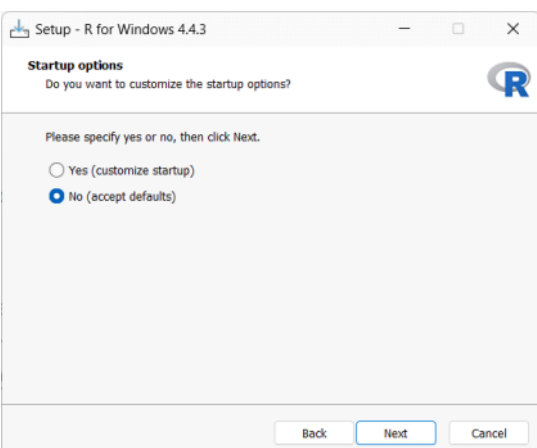 Setup - R for Windows 4.4.3
Startup options
Do you want to customize the startup options?
R
Please specify yes or no, then click Next.
Yes (customize startup)
No (accept defaults)
Back Next Cancel